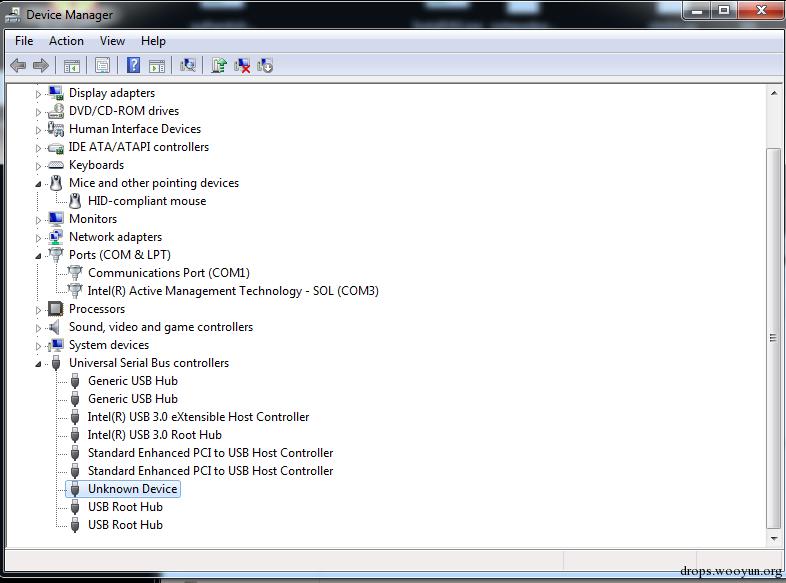 Device Manager
File Action View Help
Display adapters
DVD/CD-ROM drives
Human Interface Devices
IDE ATA/ATAPI controllers
Keyboards
Mice and other pointing devices
HID-compliant mouse
Monitors
Network adapters
Ports (COM & LPT)
Communications Port (COM1)
Intel(R) Active Management Technology - SOL (COM3)
Processors
Sound, video and game controllers
System devices
Universal Serial Bus controllers
Generic USB Hub
Generic USB Hub
Intel(R) USB 3.0 eXtensible Host Controller
Intel(R) USB 3.0 Root Hub
Standard Enhanced PCI to USB Host Controller
Standard Enhanced PCI to USB Host Controller
Unknown Device
USB Root Hub
USB Root Hub
drops.wooyun.org